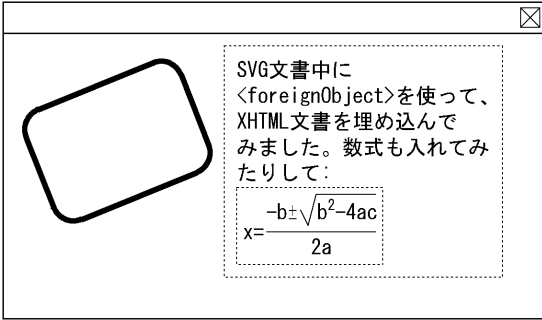 SVG文書中に
<foreignObject>を使って、
XHTML文書を埋め込んで
みました。数式も入れてみ
たりして:
x=(-b±√(b²-4ac))/2a